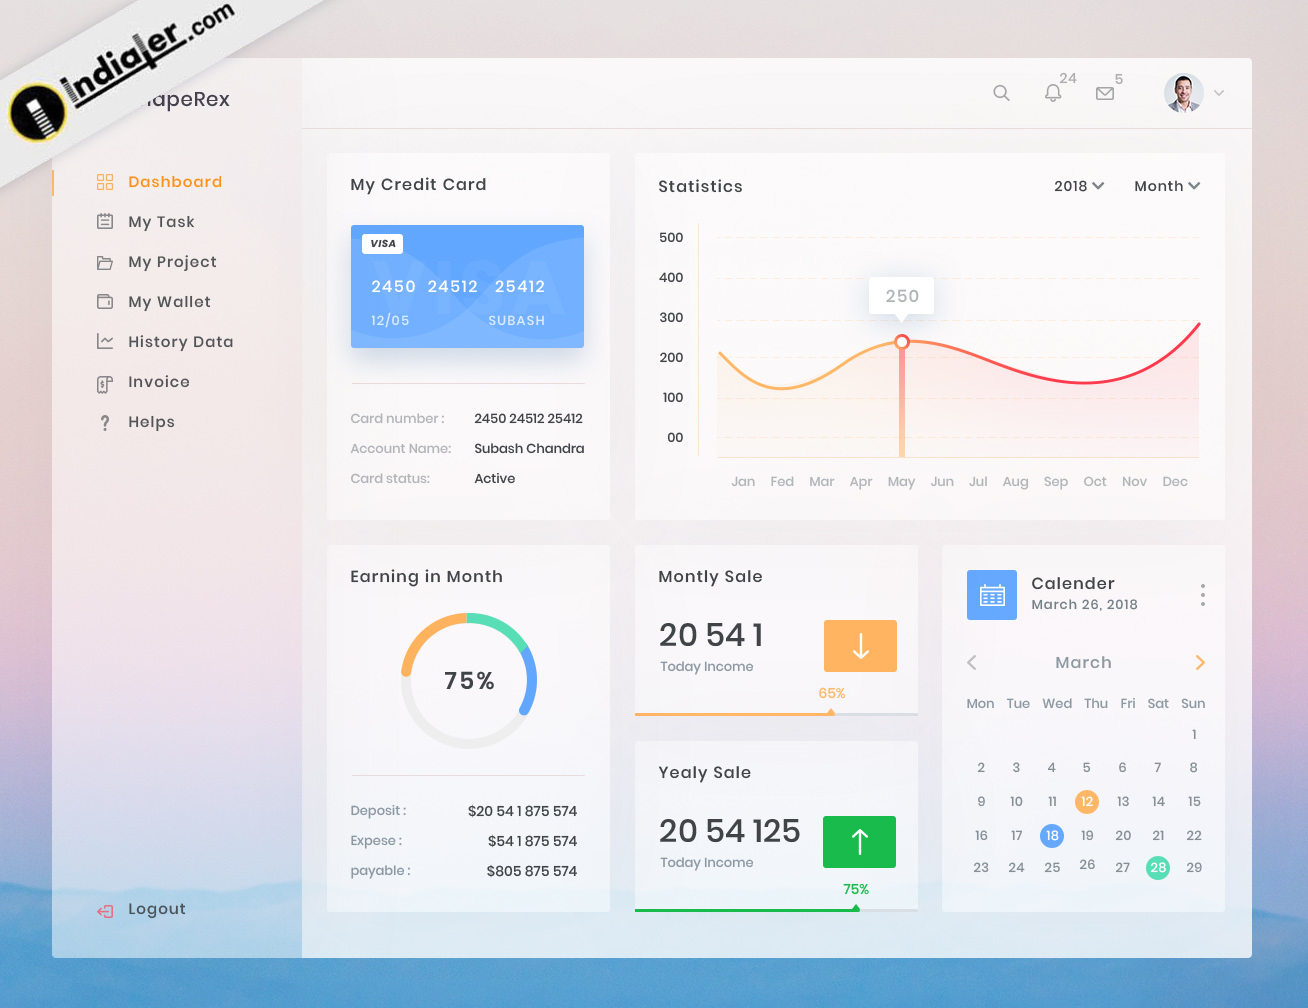 indiater.com
24
5
Dashboard
My Task
My Project
My Wallet
History Data
Invoice
Helps
Logout
My Credit Card
VISA
VISA
2450 24512 25412
12/05 SUBASH
Card number : 2450 24512 25412
Account Name: Subash Chandra
Card status: Active
Statistics
2018 Month
500
400
300
200
100
00
250
Jan Fed Mar Apr May Jun Jul Aug Sep Oct Nov Dec
Earning in Month
75%
Deposit : $20 54 1 875 574
Expese : $54 1 875 574
payable : $805 875 574
Montly Sale
20 54 1
Today Income
65%
Yealy Sale
20 54 125
Today Income
75%
Calender
March 26, 2018
March
Mon Tue Wed Thu Fri Sat Sun
1
2 3 4 5 6 7 8
9 10 11 12 13 14 15
16 17 18 19 20 21 22
23 24 25 26 27 28 29